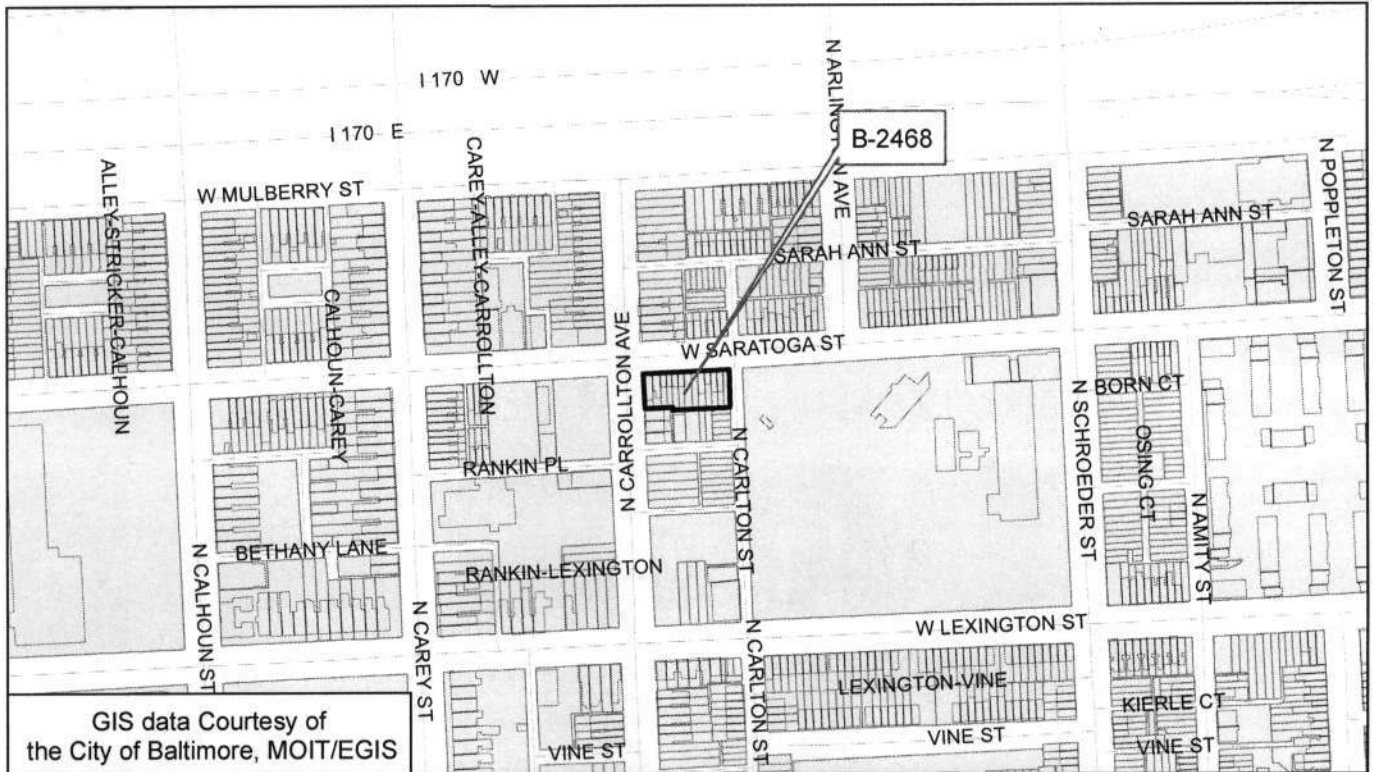 I 170 W
N ARLIN N AVE
B-2468
I 170 E
W MULBERRY ST
ALLEY-STRICKER-CALHOUN
CAREY-ALLEY-CARROLLTON
N POPPLETON ST
SARAH ANN ST
SARAH ANN ST
CALHOUN-CAREY
N CARROLLTON AVE
W SARATOGA ST
BORN CT
N SCHROEDER ST
OSING CT
RANKIN PL
N CARLTON ST
N AMITY ST
BETHANY LANE
RANKIN-LEXINGTON
N CALHOUN ST
N CAREY ST
W LEXINGTON ST
N CARLTON ST
LEXINGTON-VINE
KIERLE CT
VINE ST
VINE ST
VINE ST
GIS data Courtesy of
the City of Baltimore, MOIT/EGIS